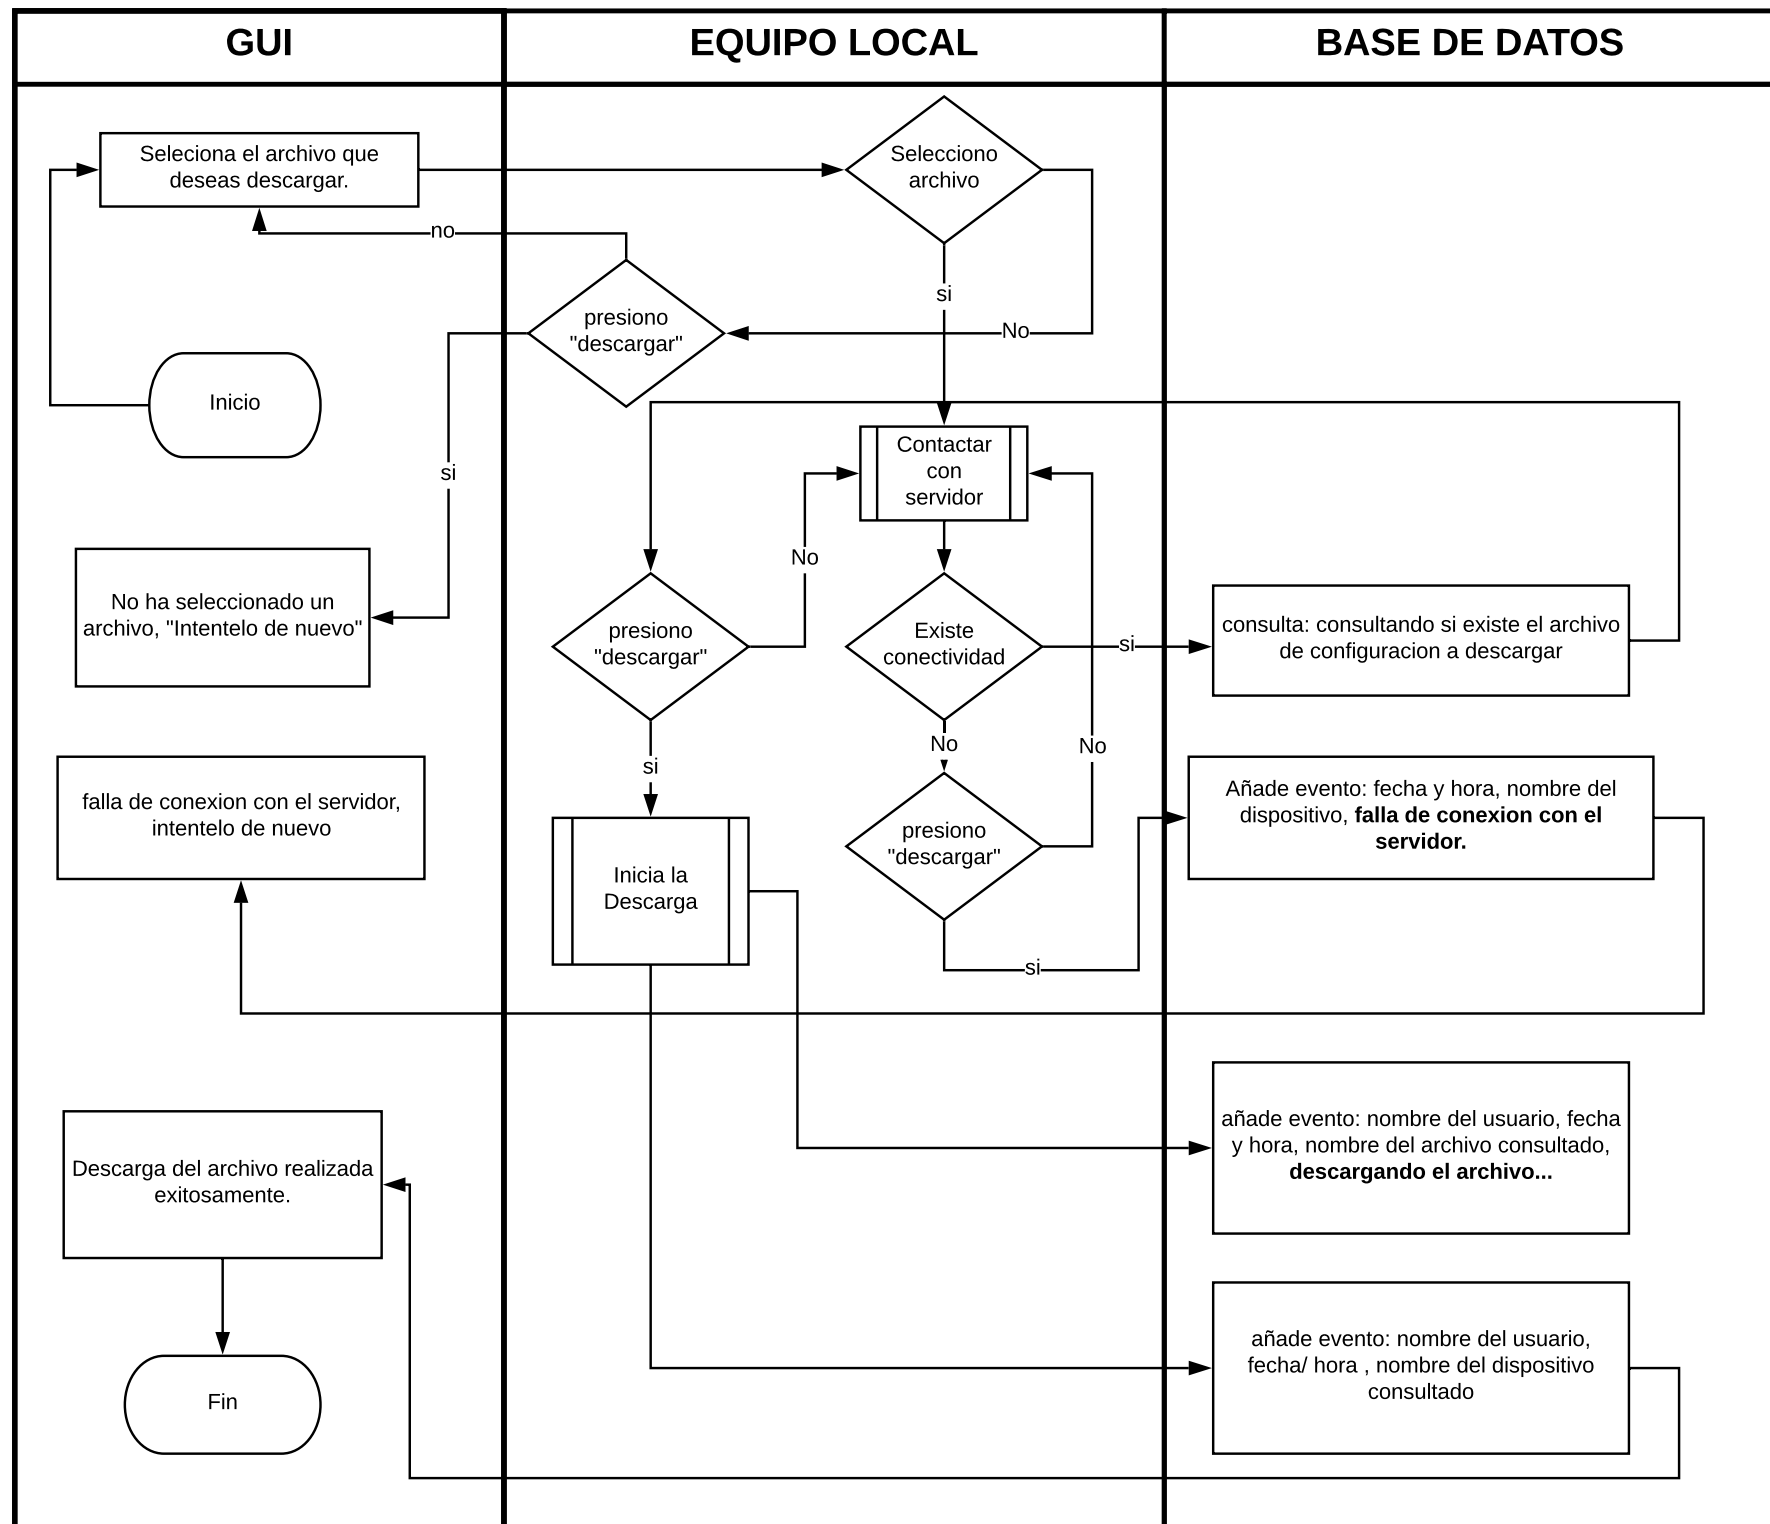 GUI
EQUIPO LOCAL
BASE DE DATOS
Seleciona el archivo que
deseas descargar.
Selecciono
archivo
no
si
presiono
"descargar"
No
Inicio
Contactar
con
servidor
si
No
No ha seleccionado un
archivo, "Intentelo de nuevo"
presiono
"descargar"
Existe
conectividad
si
consulta: consultando si existe el archivo
de configuracion a descargar
No
No
si
falla de conexion con el servidor,
intentelo de nuevo
presiono
"descargar"
Añade evento: fecha y hora, nombre del
dispositivo, falla de conexion con el
servidor.
Inicia la
Descarga
si
añade evento: nombre del usuario, fecha
y hora, nombre del archivo consultado,
descargando el archivo...
Descarga del archivo realizada
exitosamente.
añade evento: nombre del usuario,
fecha/ hora , nombre del dispositivo
consultado
Fin